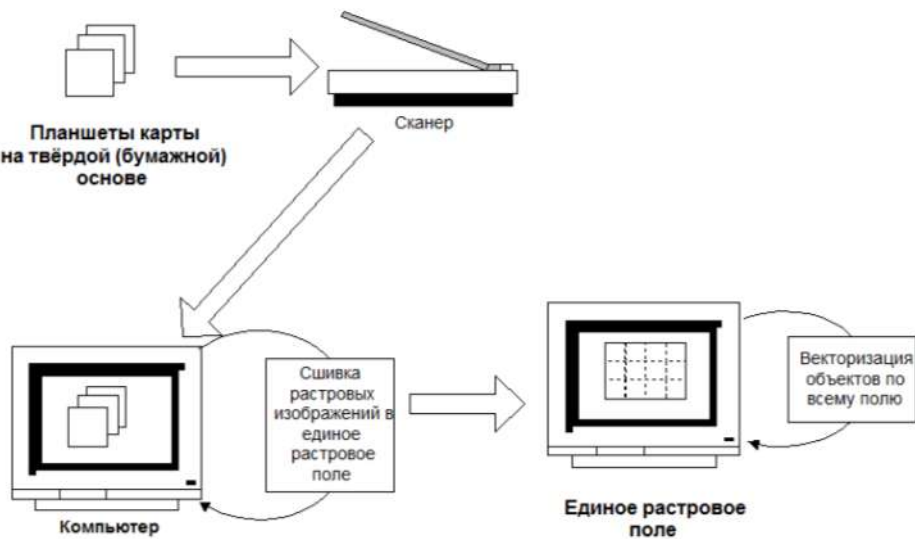 Планшеты карты
на твёрдой (бумажной)
основе
Сканер
Сшивка
растровых
изображений в
единое
растровое
поле
Компьютер
Векторизация
объектов по
всему полю
Единое растровое
поле